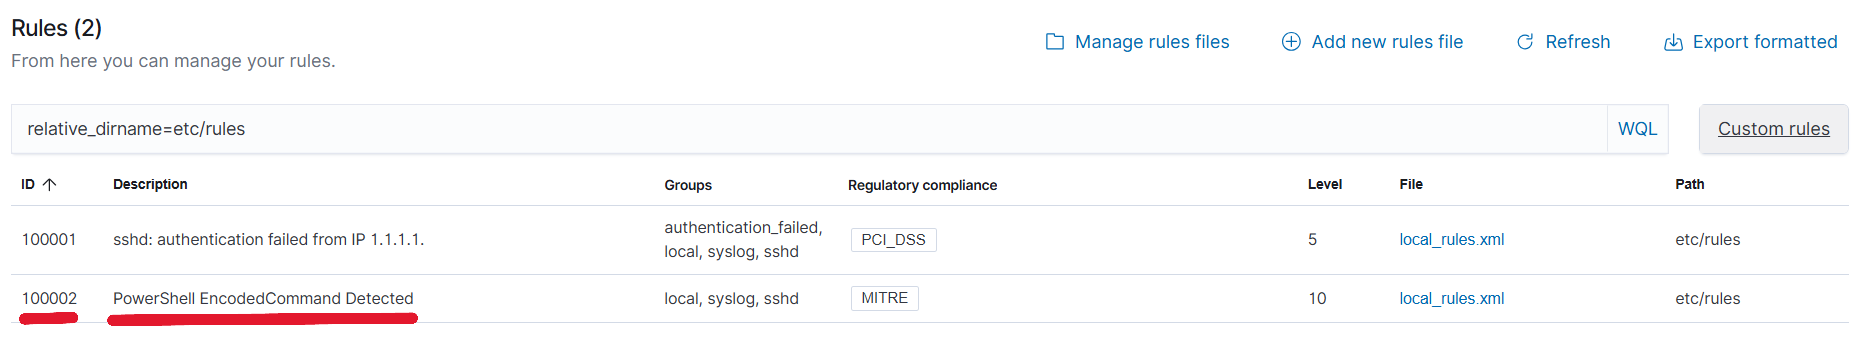 Rules (2)
From here you can manage your rules.
Manage rules files
Add new rules file
Refresh
Export formatted
relative_dirname=etc/rules
WQL
Custom rules
ID Description Groups Regulatory compliance Level File Path
100001 sshd: authentication failed from IP 1.1.1.1. authentication_failed, local, syslog, sshd PCI_DSS 5 local_rules.xml etc/rules
100002 PowerShell EncodedCommand Detected local, syslog, sshd MITRE 10 local_rules.xml etc/rules